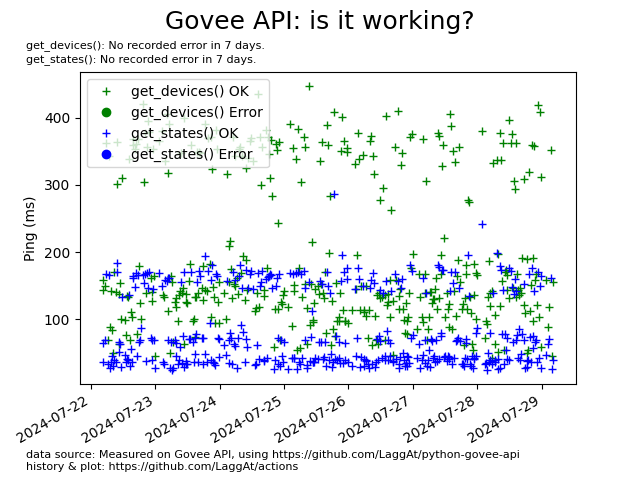 Govee API: is it working?
get_devices(): No recorded error in 7 days.
get_states(): No recorded error in 7 days.
get_devices() OK
get_devices() Error
get_states() OK
get_states() Error
Ping (ms)
400
300
200
100
2024-07-22
2024-07-23
2024-07-24
2024-07-25
2024-07-26
2024-07-27
2024-07-28
2024-07-29
data source: Measured on Govee API, using https://github.com/LaggAt/python-govee-api
history & plot: https://github.com/LaggAt/actions